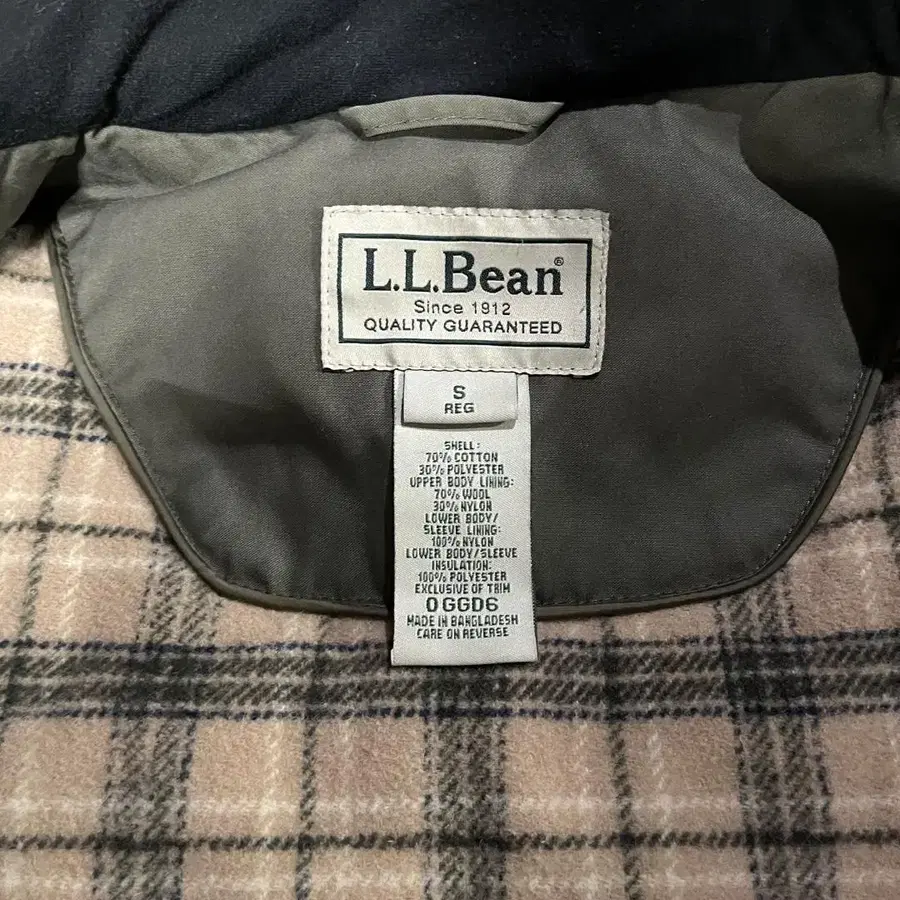 L.L.Bean®
Since 1912
QUALITY GUARANTEED
S
REG
SHELL:
70% COTTON
30% POLYESTER
UPPER BODY LINING:
70% WOOL
30% NYLON
LOWER BODY/
SLEEVE LINING:
100% NYLON
LOWER BODY/SLEEVE
INSULATION:
100% POLYESTER
EXCLUSIVE OF TRIM
0GGD6
MADE IN BANGLADESH
CARE ON REVERSE